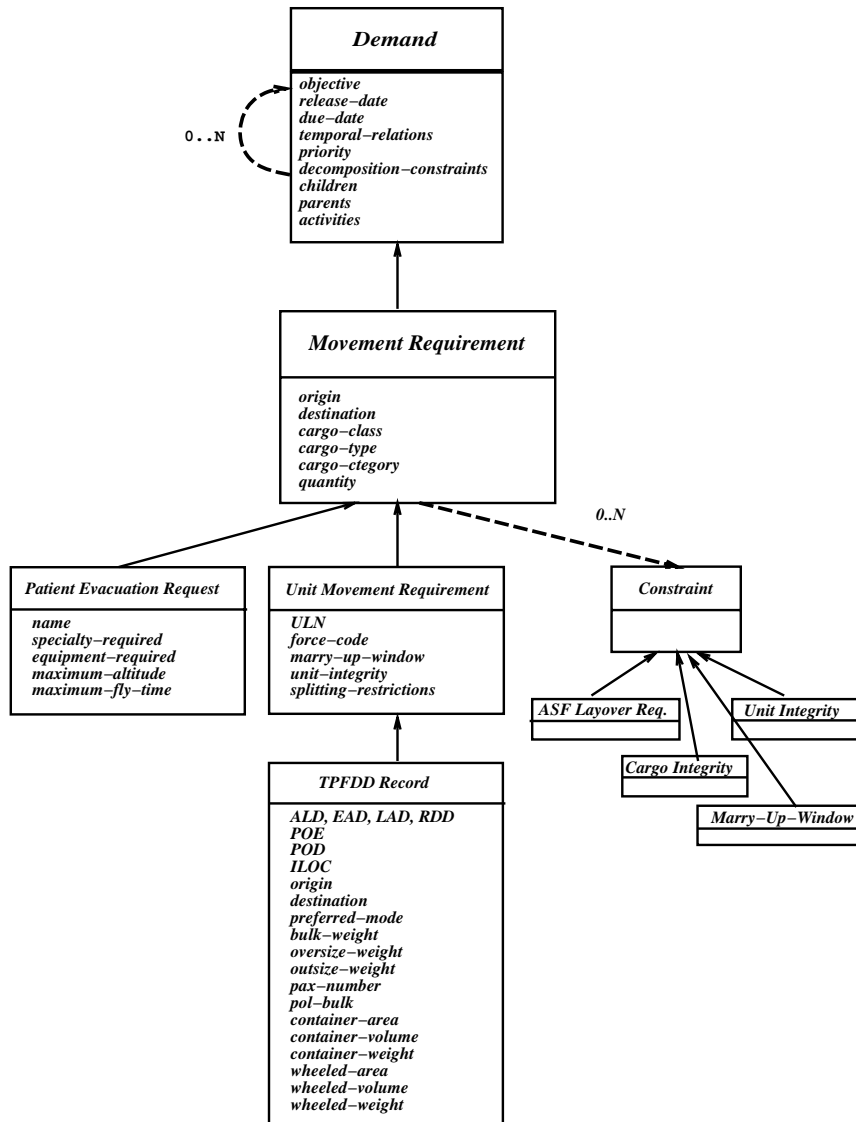 Demand
objective
release–date
due–date
temporal–relations
priority
decomposition–constraints
children
parents
activities
0..N
Movement Requirement
origin
destination
cargo–class
cargo–type
cargo–ctegory
quantity
0..N
Patient Evacuation Request
name
specialty–required
equipment–required
maximum–altitude
maximum–fly–time
Unit Movement Requirement
ULN
force–code
marry–up–window
unit–integrity
splitting–restrictions
Constraint
ASF Layover Req.
Unit Integrity
Cargo Integrity
Marry–Up–Window
TPFDD Record
ALD, EAD, LAD, RDD
POE
POD
ILOC
origin
destination
preferred–mode
bulk–weight
oversize–weight
outsize–weight
pax–number
pol–bulk
container–area
container–volume
container–weight
wheeled–area
wheeled–volume
wheeled–weight